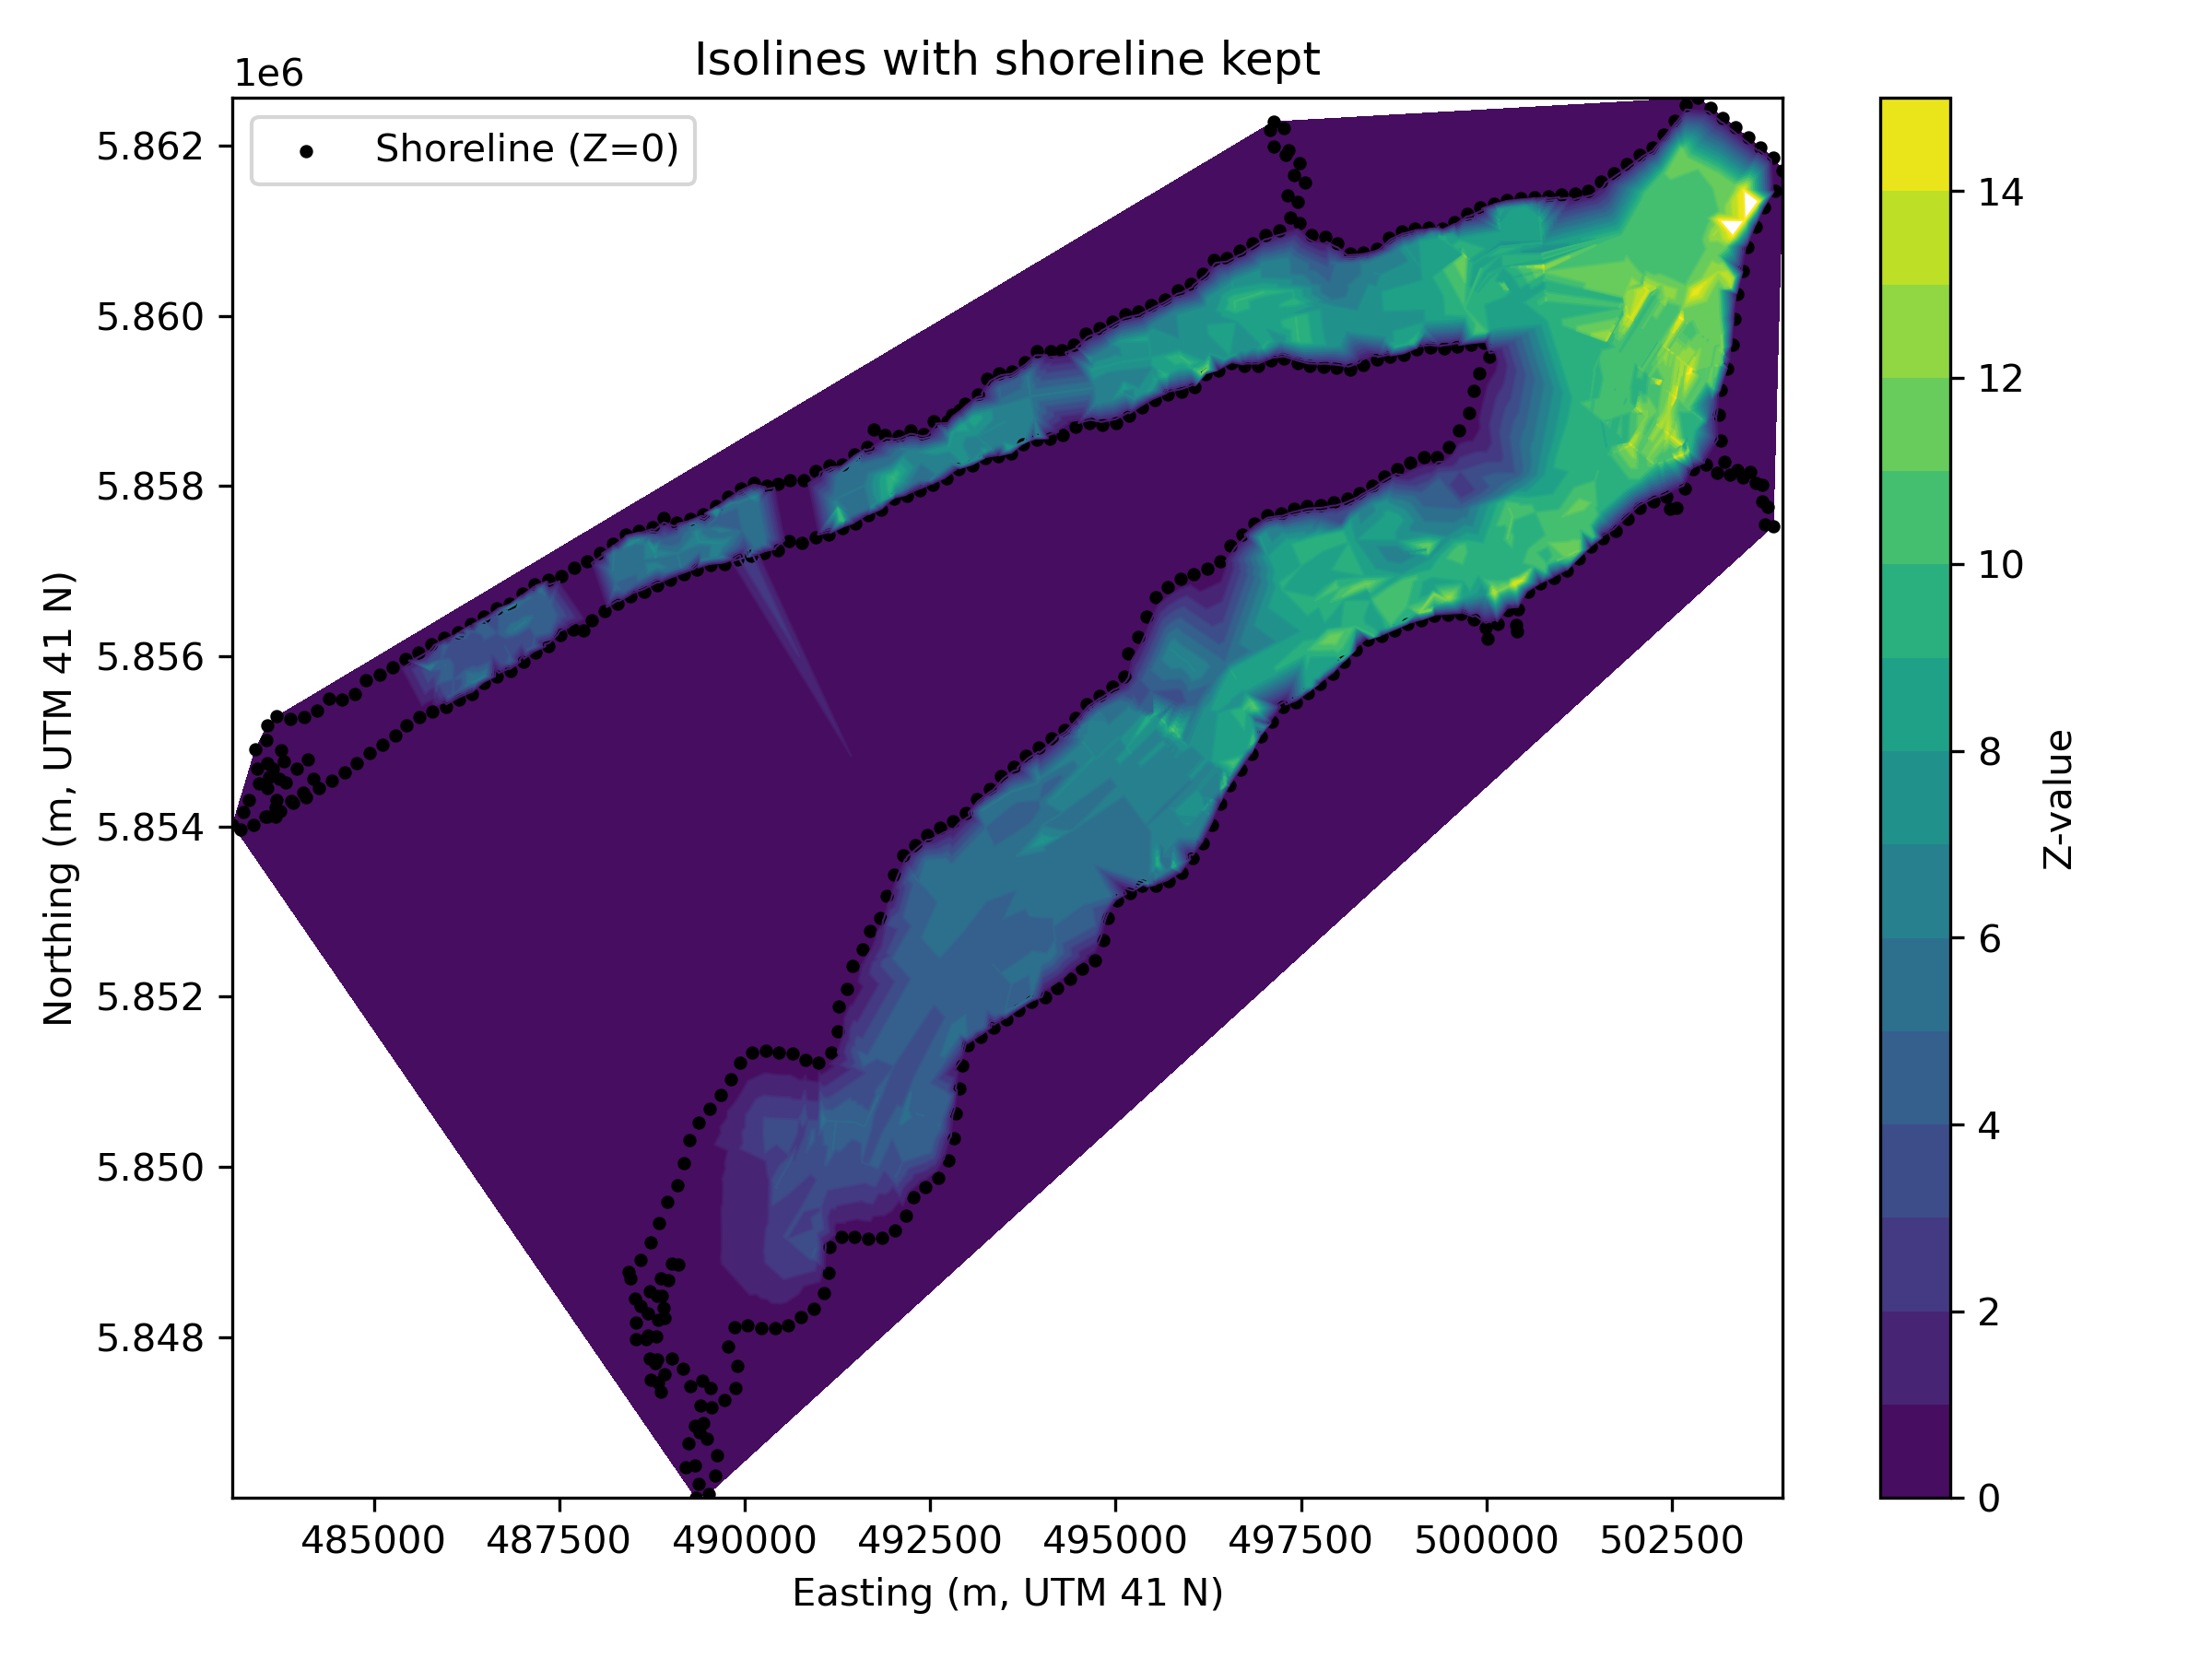 Isolines with shoreline kept
1e6
Shoreline (Z=0)
5.862
5.860
5.858
5.856
5.854
5.852
5.850
5.848
Northing (m, UTM 41 N)
485000 487500 490000 492500 495000 497500 500000 502500
Easting (m, UTM 41 N)
14
12
10
8
6
4
2
0
Z-value